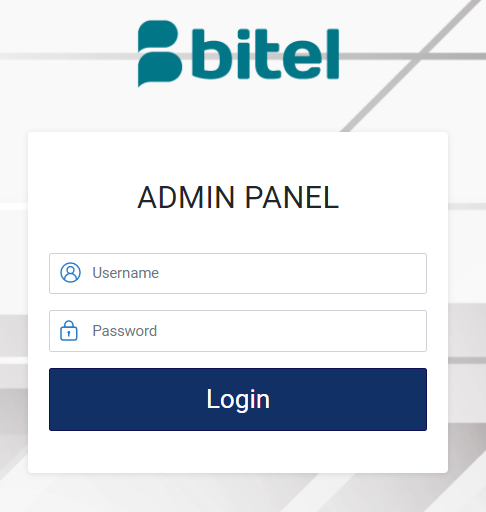 bitel
ADMIN PANEL
Username
Password
Login